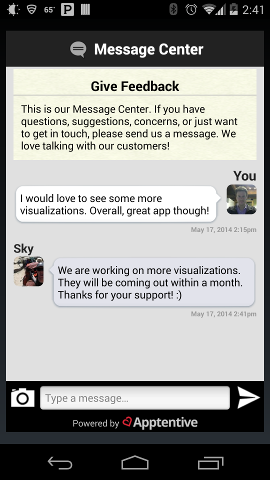 65°
2:41
Message Center
Give Feedback
This is our Message Center. If you have
questions, suggestions, concerns, or just want
to get in touch, please send us a message. We
love talking with our customers!
You
I would love to see some more
visualizations. Overall, great app though!
May 17, 2014 2:15pm
Sky
We are working on more visualizations.
They will be coming out within a month.
Thanks for your support! :)
May 17, 2014 2:41pm
Type a message...
Powered by Apptentive